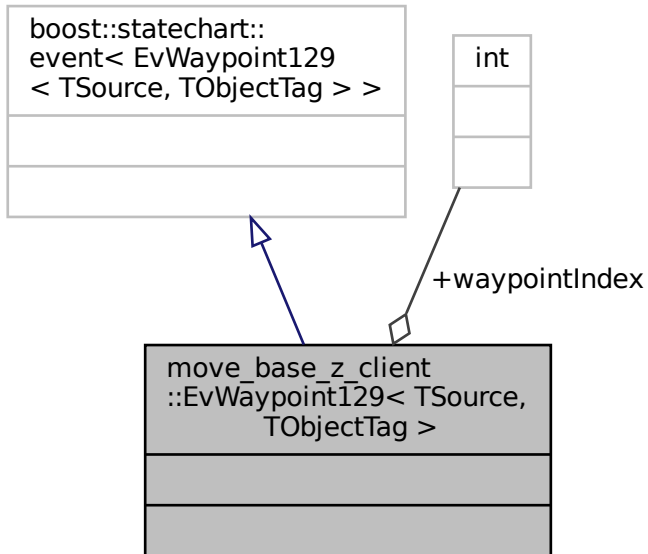 boost::statechart::
event< EvWaypoint129
< TSource, TObjectTag > >
int
+waypointIndex
move_base_z_client
::EvWaypoint129< TSource,
TObjectTag >